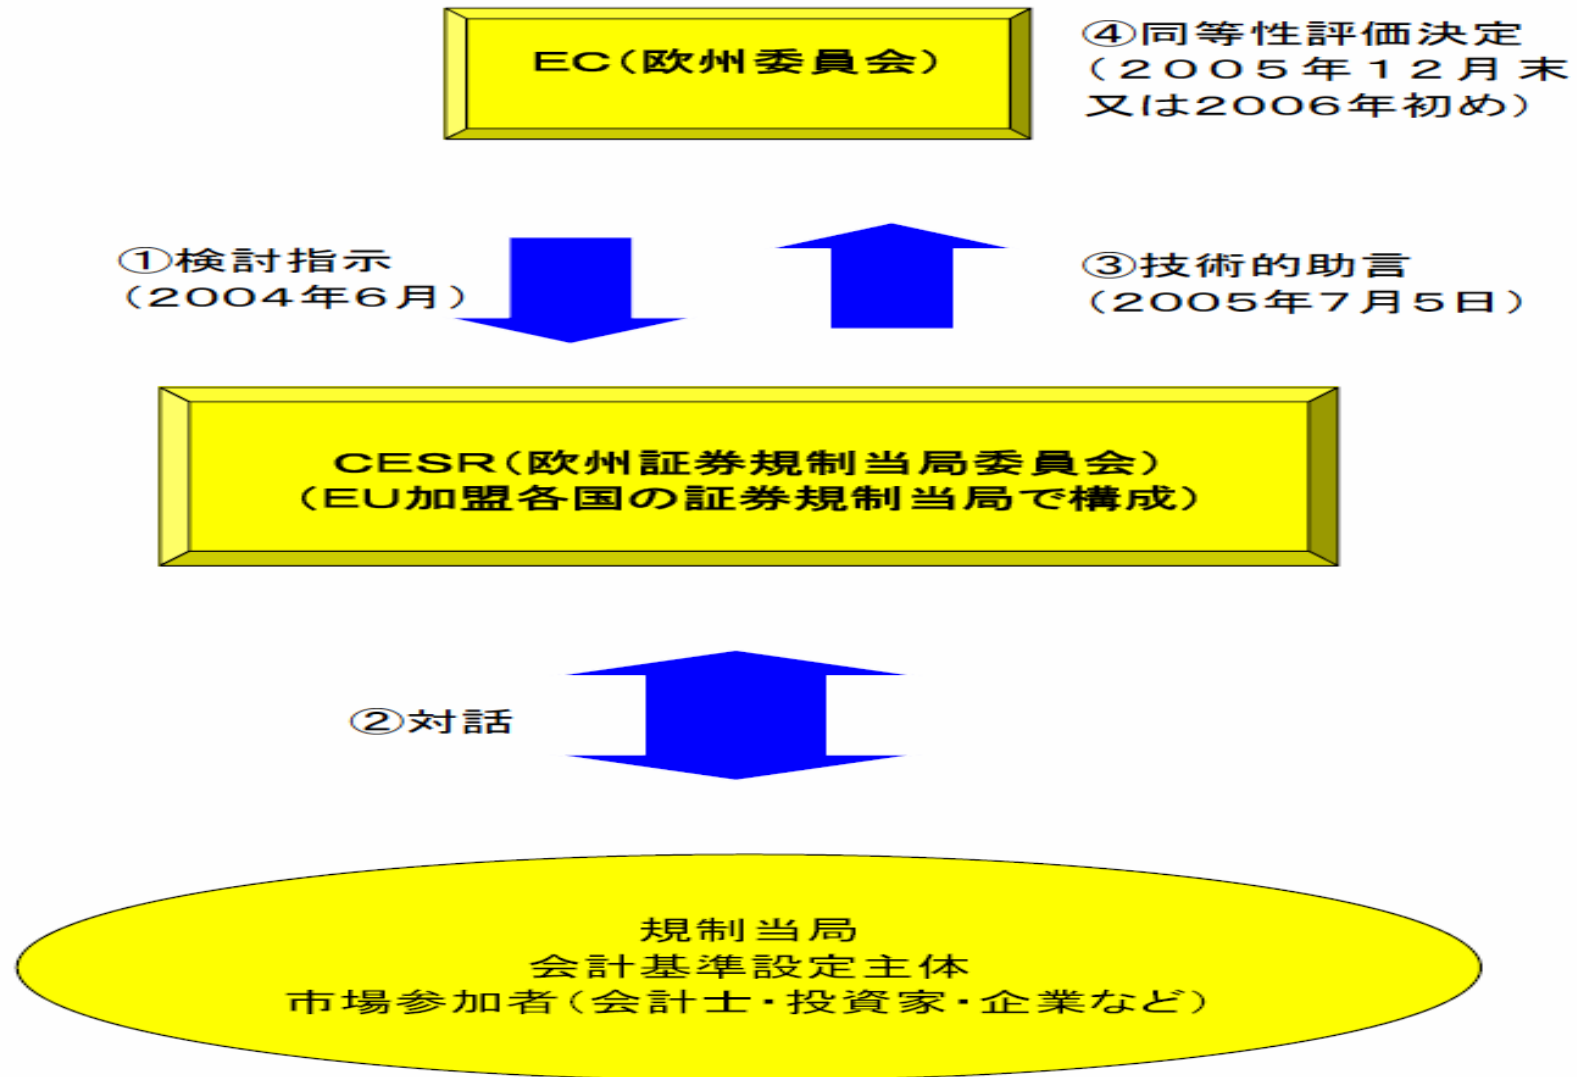 EC(欧州委員会)
④同等性評価決定
(2005年12月末
又は2006年初め)
①検討指示
(2004年6月)
③技術的助言
(2005年7月5日)
CESR(欧州証券規制当局委員会)
(EU加盟各国の証券規制当局で構成)
②対話
規制当局
会計基準設定主体
市場参加者(会計士・投資家・企業など)